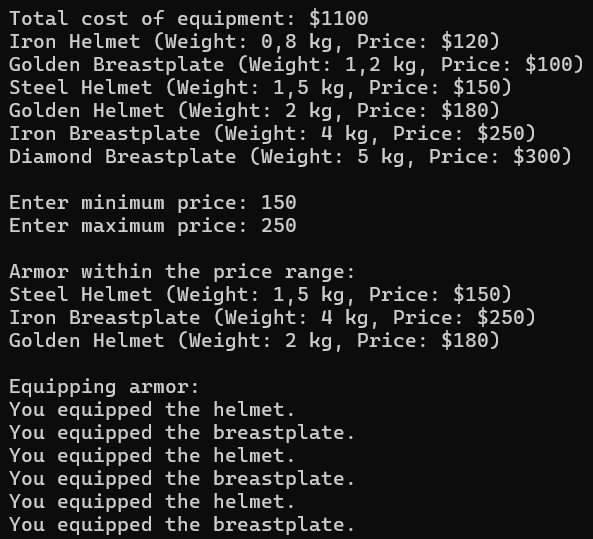 Total cost of equipment: $1100
Iron Helmet (Weight: 0,8 kg, Price: $120)
Golden Breastplate (Weight: 1,2 kg, Price: $100)
Steel Helmet (Weight: 1,5 kg, Price: $150)
Golden Helmet (Weight: 2 kg, Price: $180)
Iron Breastplate (Weight: 4 kg, Price: $250)
Diamond Breastplate (Weight: 5 kg, Price: $300)

Enter minimum price: 150
Enter maximum price: 250

Armor within the price range:
Steel Helmet (Weight: 1,5 kg, Price: $150)
Iron Breastplate (Weight: 4 kg, Price: $250)
Golden Helmet (Weight: 2 kg, Price: $180)

Equipping armor:
You equipped the helmet.
You equipped the breastplate.
You equipped the helmet.
You equipped the breastplate.
You equipped the helmet.
You equipped the breastplate.